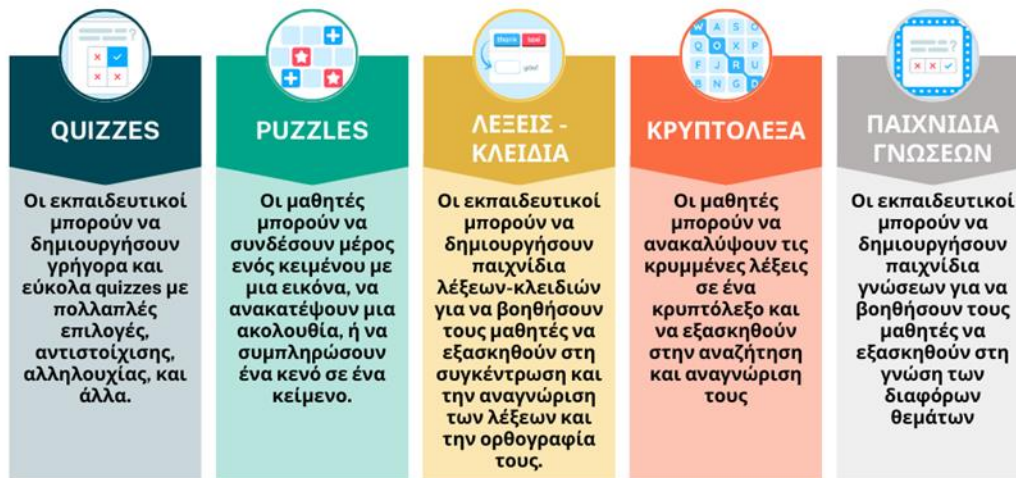 QUIZZES
Οι εκπαιδευτικοί
μπορούν να
δημιουργήσουν
γρήγορα και
εύκολα quizzes με
πολλαπλές
επιλογές,
αντιστοίχισης,
αλληλουχίας, και
άλλα.
PUZZLES
Οι μαθητές
μπορούν να
συνδέσουν μέρος
ενός κειμένου με
μια εικόνα, να
ανακατέψουν μια
ακολουθία, ή να
συμπληρώσουν
ένα κενό σε ένα
κείμενο.
ΛΕΞΕΙΣ -
ΚΛΕΙΔΙΑ
Οι εκπαιδευτικοί
μπορούν να
δημιουργήσουν
παιχνίδια
λέξεων-κλειδιών
για να βοηθήσουν
τους μαθητές να
εξασκηθούν στη
συγκέντρωση και
την αναγνώριση
των λέξεων και
την ορθογραφία
τους.
W A S O
Q O X P
F J R U
B N G D
ΚΡΥΠΤΟΛΕΞΑ
Οι μαθητές
μπορούν να
ανακαλύψουν τις
κρυμμένες λέξεις
σε ένα
κρυπτόλεξο και
να εξασκηθούν
στην αναζήτηση
και αναγνώριση
τους
?
ΠΑΙΧΝΙΔΙΑ
ΓΝΩΣΕΩΝ
Οι εκπαιδευτικοί
μπορούν να
δημιουργήσουν
παιχνίδια
γνώσεων για να
βοηθήσουν τους
μαθητές να
εξασκηθούν στη
γνώση των
διαφόρων
θεμάτων